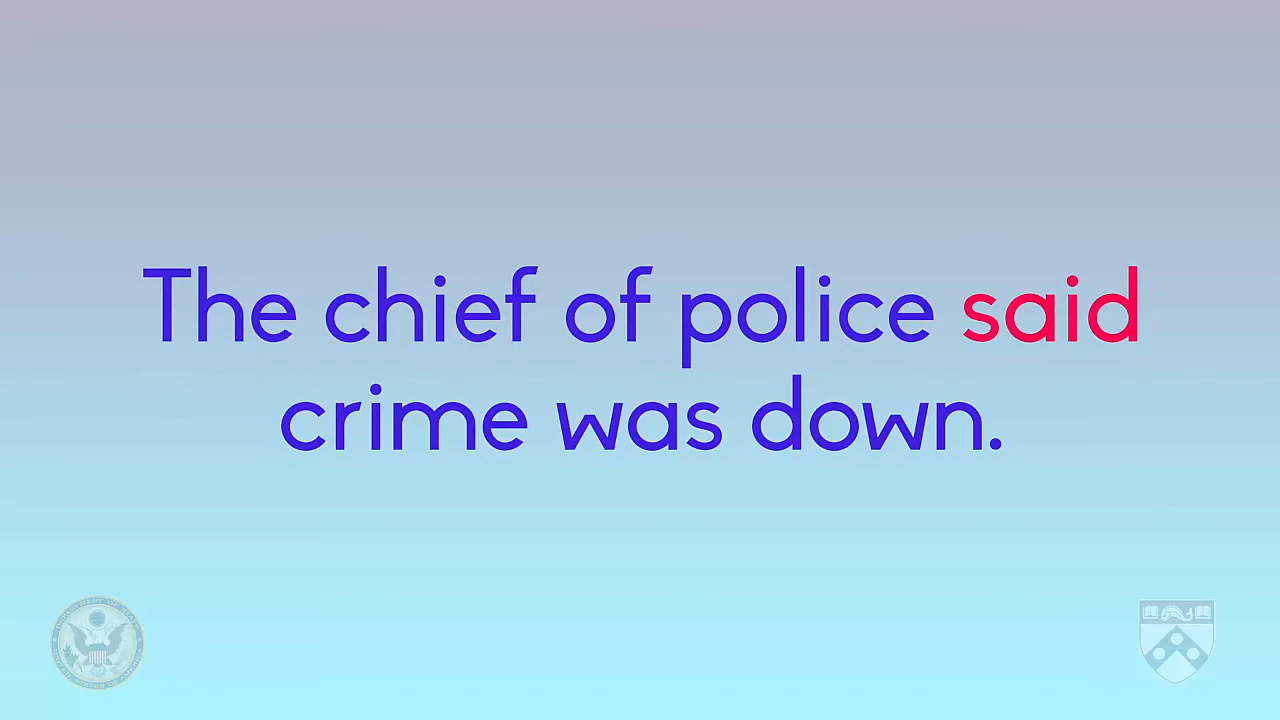 The chief of police said
crime was down.